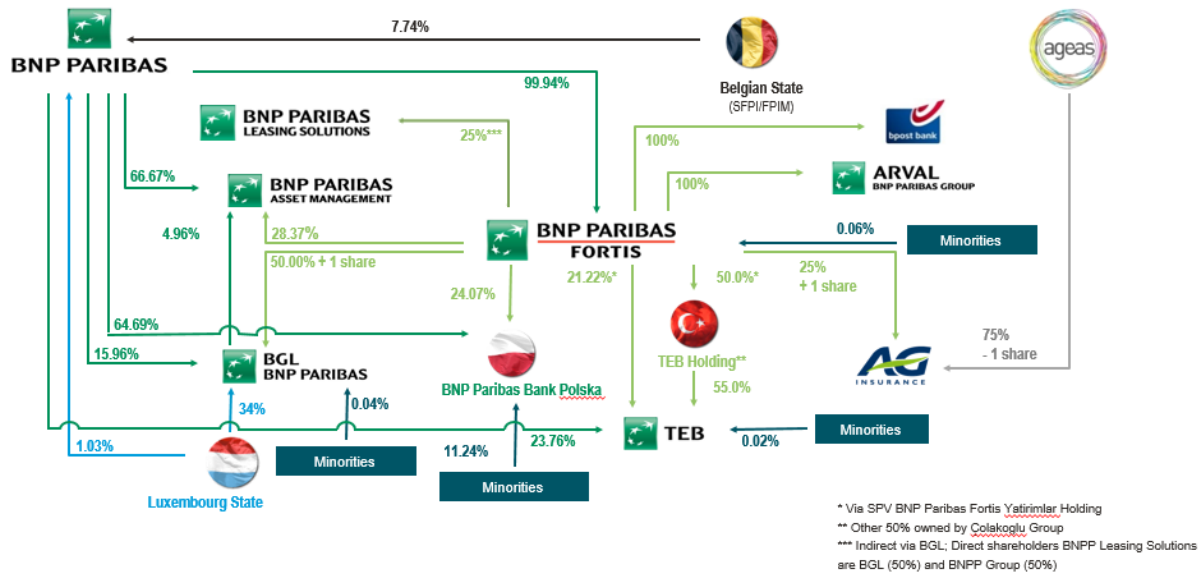 7.74%
BNP PARIBAS
ageas
Belgian State
(SFPI/FPIM)
99.94%
BNP PARIBAS
LEASING SOLUTIONS
25%***
100%
bpost bank
66.67%
BNP PARIBAS
ASSET MANAGEMENT
100%
ARVAL
BNP PARIBAS GROUP
4.96%
28.37%
BNP PARIBAS
FORTIS
0.06%
Minorities
50.00% + 1 share
21.22%*
50.0%*
25%
+ 1 share
24.07%
64.69%
75%
- 1 share
15.96%
BGL
BNP PARIBAS
TEB Holding**
AG
INSURANCE
BNP Paribas Bank Polska
55.0%
34%
0.04%
TEB
Minorities
1.03%
11.24%
23.76%
0.02%
Minorities
Minorities
Luxembourg State
* Via SPV BNP Paribas Fortis Yatirimlar Holding
** Other 50% owned by Çolakoglu Group
*** Indirect via BGL; Direct shareholders BNPP Leasing Solutions
are BGL (50%) and BNPP Group (50%)